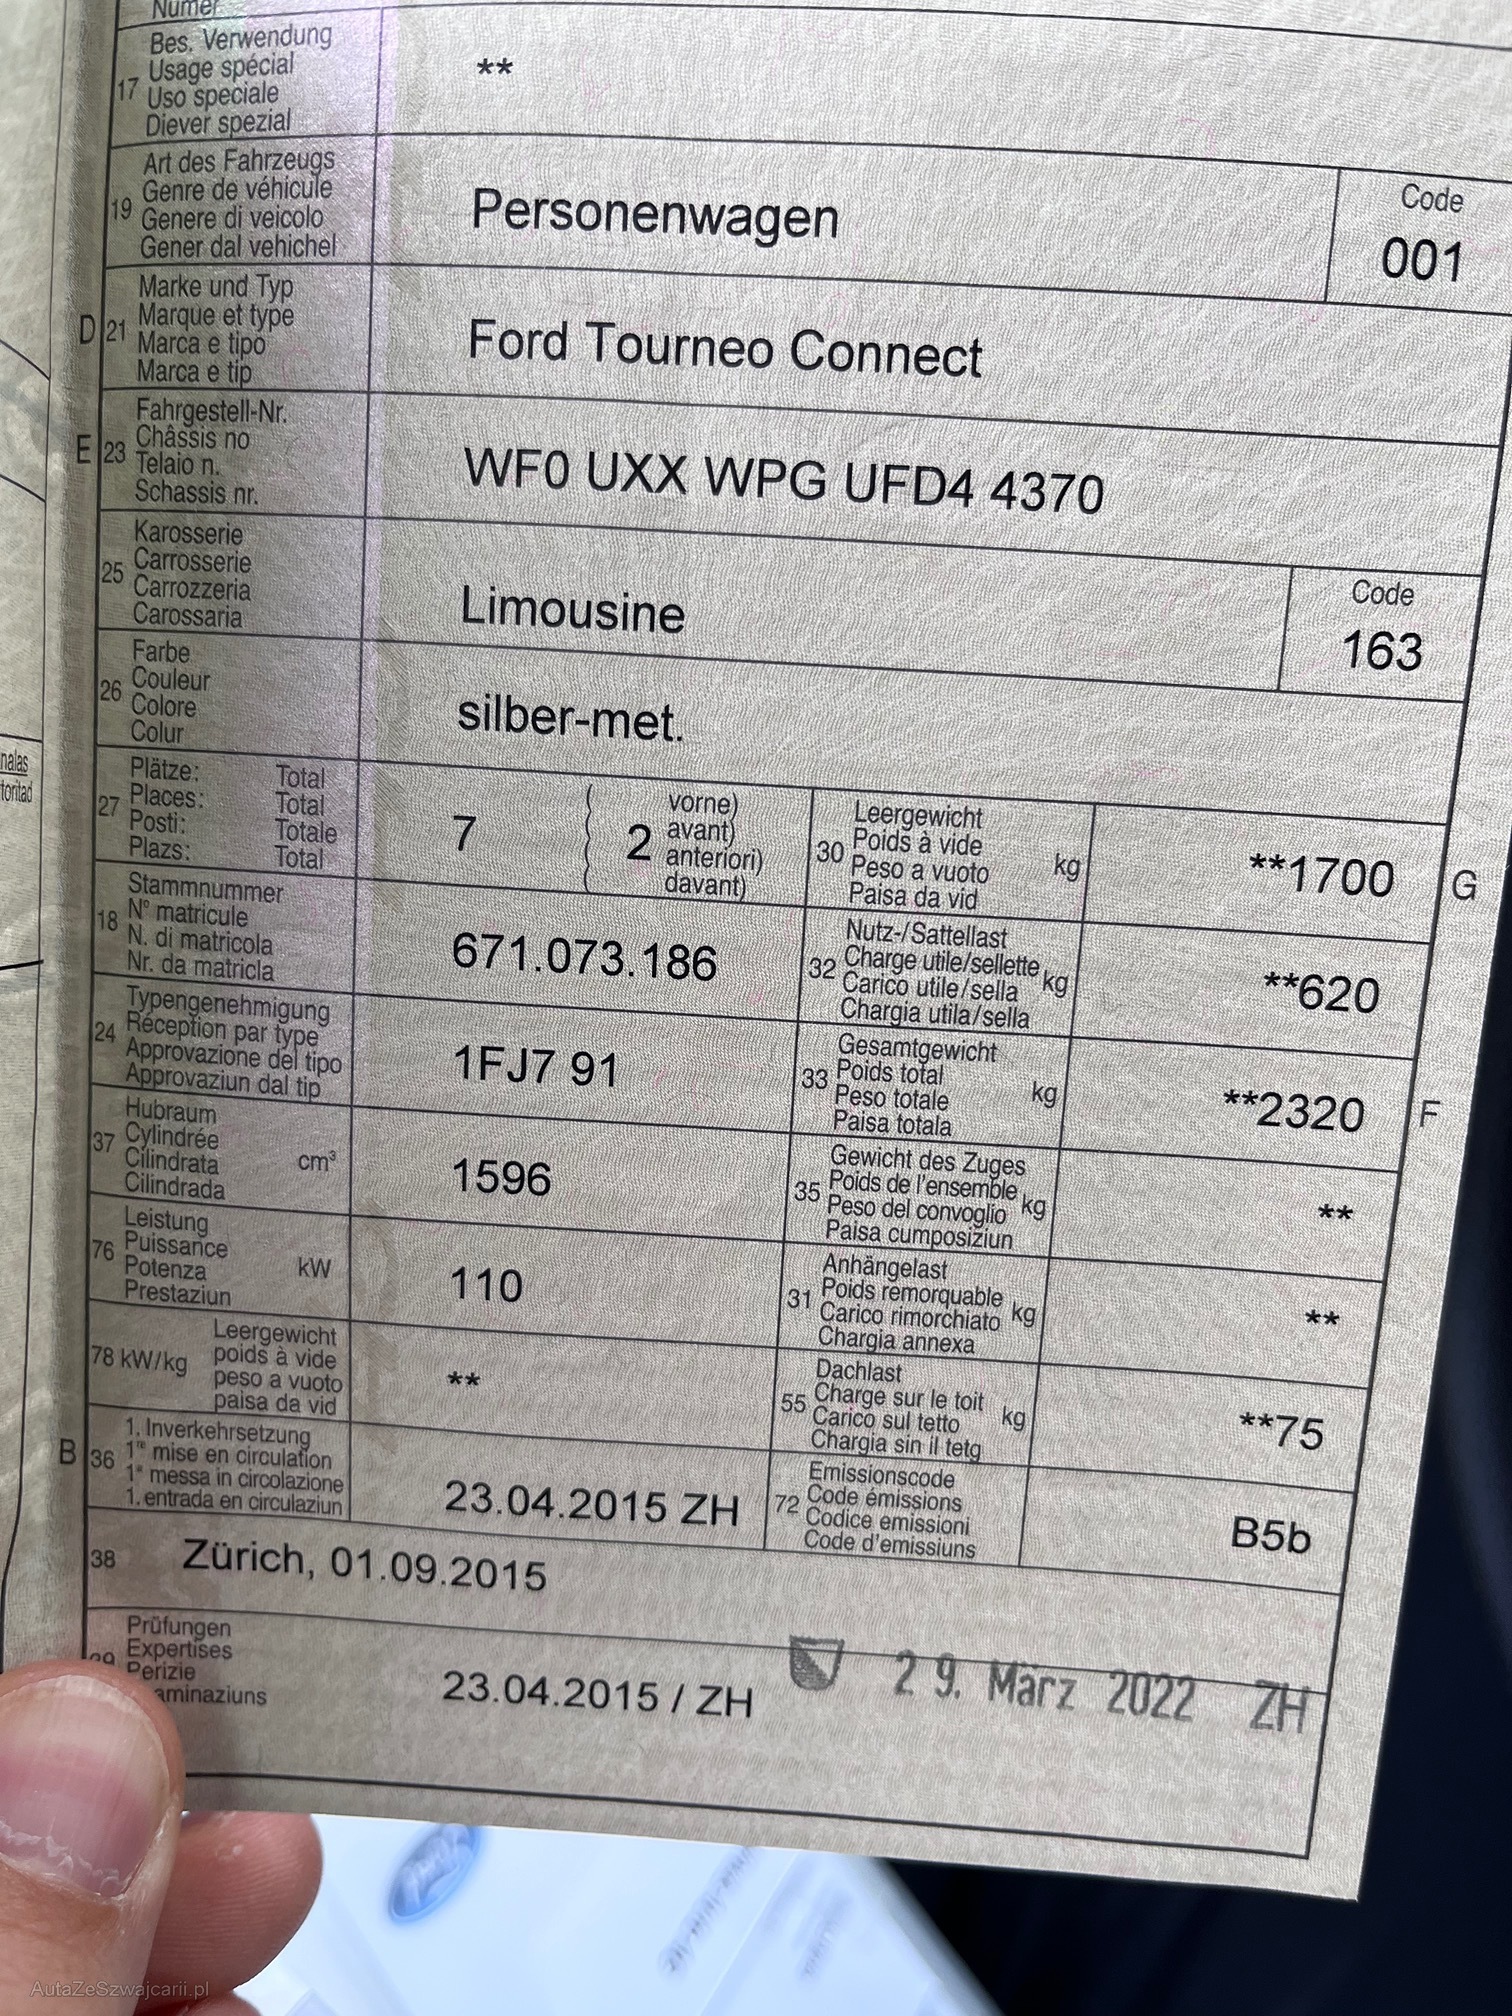 Numer
17
Bes. Verwendung
Usage spécial
Uso speciale
Diever spezial
**
19
Art des Fahrzeugs
Genre de véhicule
Genere di veicolo
Gener dal vehichel
Personenwagen
Code
001
D 21
Marke und Typ
Marque et type
Marca e tipo
Marca e tip
Ford Tourneo Connect
E 23
Fahrgestell-Nr.
Châssis no
Telaio n.
Schassis nr.
WF0 UXX WPG UFD4 4370
25
Karosserie
Carrosserie
Carrozzeria
Carossaria
Limousine
Code
163
26
Farbe
Couleur
Colore
Colur
silber-met.
27
Plätze: Total
Places: Total
Posti: Totale
Plazs: Total
7
2
vorne)
avant)
anteriori)
davant)
30
Leergewicht
Poids à vide
Peso a vuoto
Paisa da vid
kg
**1700
G
18
Stammnummer
N° matricule
N. di matricola
Nr. da matricla
671.073.186
32
Nutz-/Sattellast
Charge utile/sellette
Carico utile/sella
Chargia utila/sella
kg
**620
24
Typengenehmigung
Réception par type
Approvazione del tipo
Approvaziun dal tip
1FJ7 91
33
Gesamtgewicht
Poids total
Peso totale
Paisa totala
kg
**2320
F
37
Hubraum
Cylindrée
Cilindrata
Cilindrada
cm³
1596
35
Gewicht des Zuges
Poids de l'ensemble
Peso del convoglio
Paisa cumposiziun
kg
**
76
Leistung
Puissance
Potenza
Prestaziun
kW
110
31
Anhängelast
Poids remorquable
Carico rimorchiato
Chargia annexa
kg
**
78 kW/kg
Leergewicht
poids à vide
peso a vuoto
paisa da vid
**
55
Dachlast
Charge sur le toit
Carico sul tetto
Chargia sin il tetg
kg
**75
B 36
1. Inverkehrsetzung
1re mise en circulation
1a messa in circolazione
1. entrada en circulaziun
23.04.2015 ZH
72
Emissionscode
Code émissions
Codice emissioni
Code d'emissiuns
B5b
38
Zürich, 01.09.2015
Prüfungen
Expertises
Perizie
aminaziuns
23.04.2015 / ZH
29. März 2022 ZH
nalas
toritad
Ford
AutaZeSzwajcarii.pl